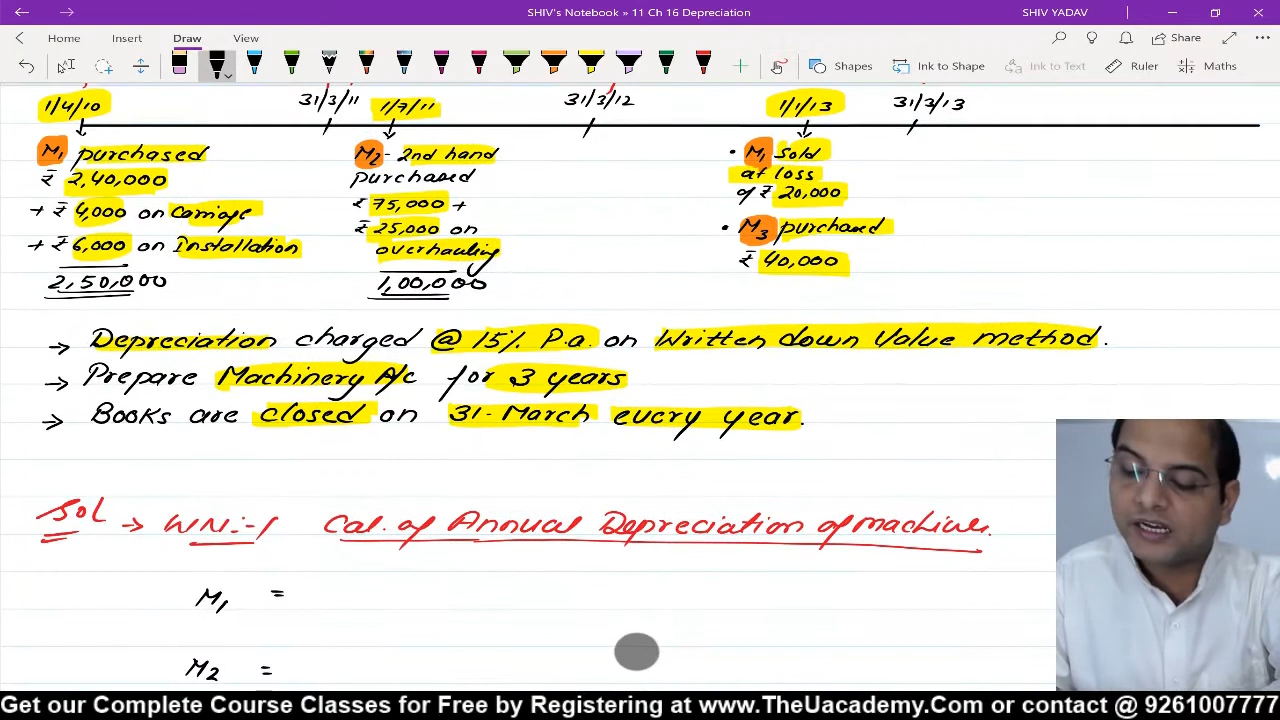 SHIV's Notebook » 11 Ch 16 Depreciation
SHIV YADAV
Home Insert Draw View
Share
Shapes
Ink to Shape
Ink to Text
Ruler
Maths
1/4/10
31/3/11
1/7/11
31/3/12
1/1/13
31/3/13
M1 purchased
₹ 2,40,000
+ ₹ 4,000 on Carriage
+ ₹ 6,000 on Installation
2,50,000
M2 - 2nd hand
purchased
₹ 75,000 +
₹ 25,000 on
overhauling
1,00,000
• M1 Sold
at loss
of ₹ 20,000
• M3 purchased
₹ 40,000
→ Depreciation charged @ 15% P.a. on Written down Value method.
→ Prepare Machinery A/c for 3 years
→ Books are closed on 31-March every year.
Sol → WN:-1 Cal. of Annual Depreciation of machine.
M1 =
M2 =
Get our Complete Course Classes for Free by Registering at www.TheUacademy.Com or contact @ 9261007777